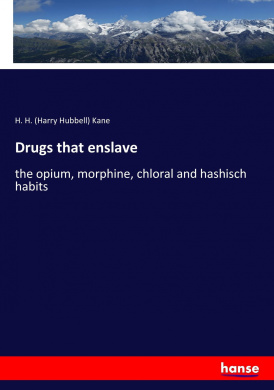 H. H. (Harry Hubbell) Kane
Drugs that enslave
the opium, morphine, chloral and hashisch
habits
hanse